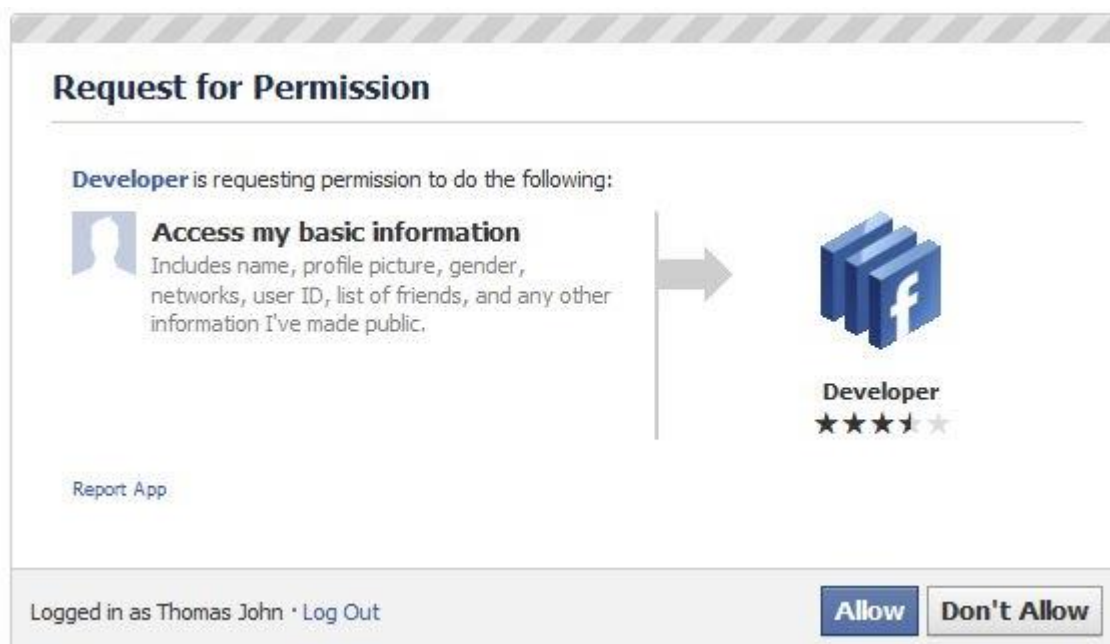 Request for Permission
Developer is requesting permission to do the following:
Access my basic information
Includes name, profile picture, gender,
networks, user ID, list of friends, and any other
information I've made public.
f
Developer
Report App
Logged in as Thomas John · Log Out
Allow
Don't Allow